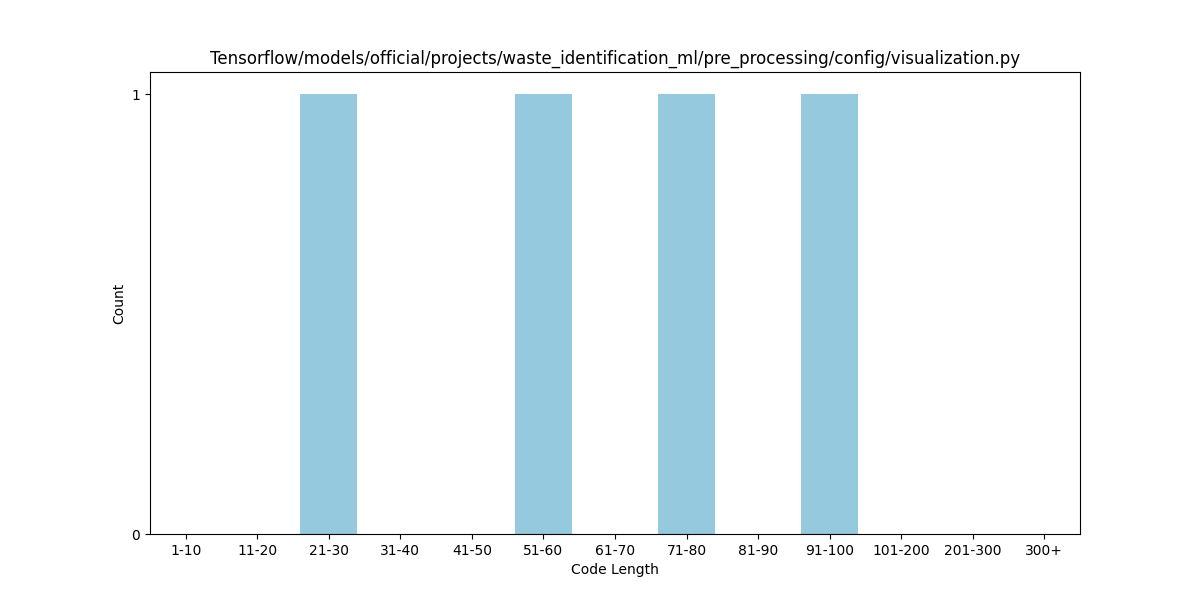 Tensorflow/models/official/projects/waste_identification_ml/pre_processing/config/visualization.py
1
Count
0
1-10 11-20 21-30 31-40 41-50 51-60 61-70 71-80 81-90 91-100 101-200 201-300 300+
Code Length